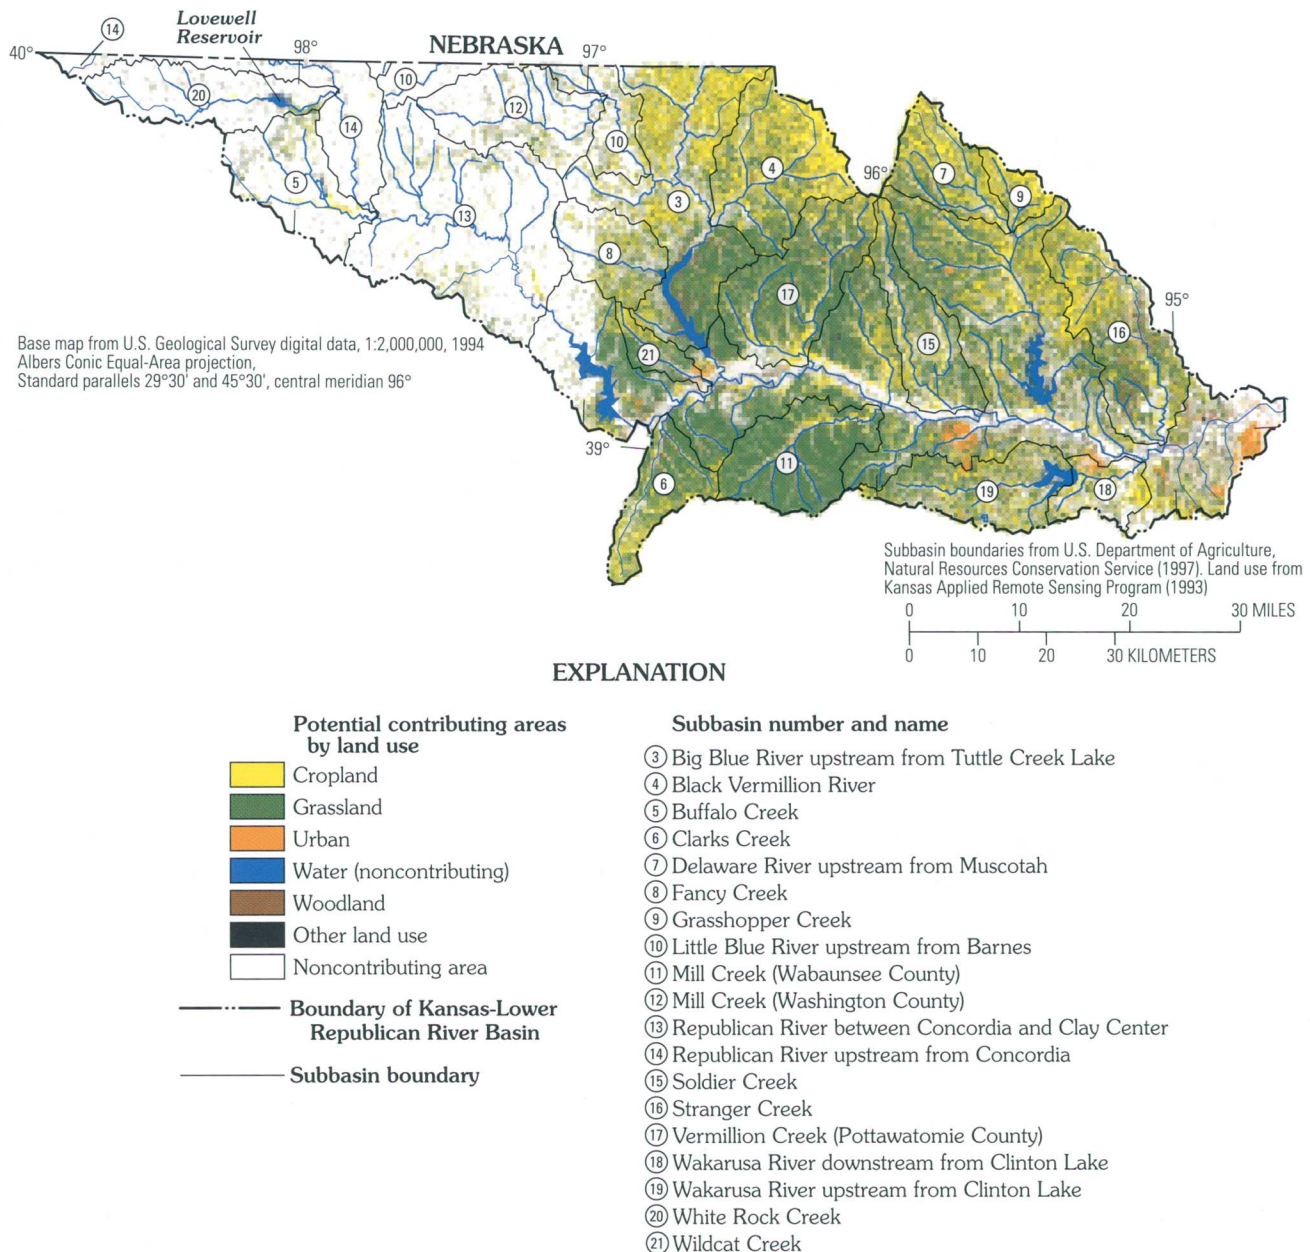 14
Lovewell
Reservoir
40°
98°
NEBRASKA
97°
10
20
12
14
10
4
96°
7
5
9
3
13
8
17
95°
16
Base map from U.S. Geological Survey digital data, 1:2,000,000, 1994
Albers Conic Equal-Area projection,
Standard parallels 29°30' and 45°30', central meridian 96°
21
15
39°
11
6
19
18
Subbasin boundaries from U.S. Department of Agriculture,
Natural Resources Conservation Service (1997). Land use from
Kansas Applied Remote Sensing Program (1993)
0 10 20 30 MILES
0 10 20 30 KILOMETERS
EXPLANATION
Potential contributing areas
by land use
Cropland
Grassland
Urban
Water (noncontributing)
Woodland
Other land use
Noncontributing area
Boundary of Kansas-Lower
Republican River Basin
Subbasin boundary
Subbasin number and name
3 Big Blue River upstream from Tuttle Creek Lake
4 Black Vermillion River
5 Buffalo Creek
6 Clarks Creek
7 Delaware River upstream from Muscotah
8 Fancy Creek
9 Grasshopper Creek
10 Little Blue River upstream from Barnes
11 Mill Creek (Wabaunsee County)
12 Mill Creek (Washington County)
13 Republican River between Concordia and Clay Center
14 Republican River upstream from Concordia
15 Soldier Creek
16 Stranger Creek
17 Vermillion Creek (Pottawatomie County)
18 Wakarusa River downstream from Clinton Lake
19 Wakarusa River upstream from Clinton Lake
20 White Rock Creek
21 Wildcat Creek